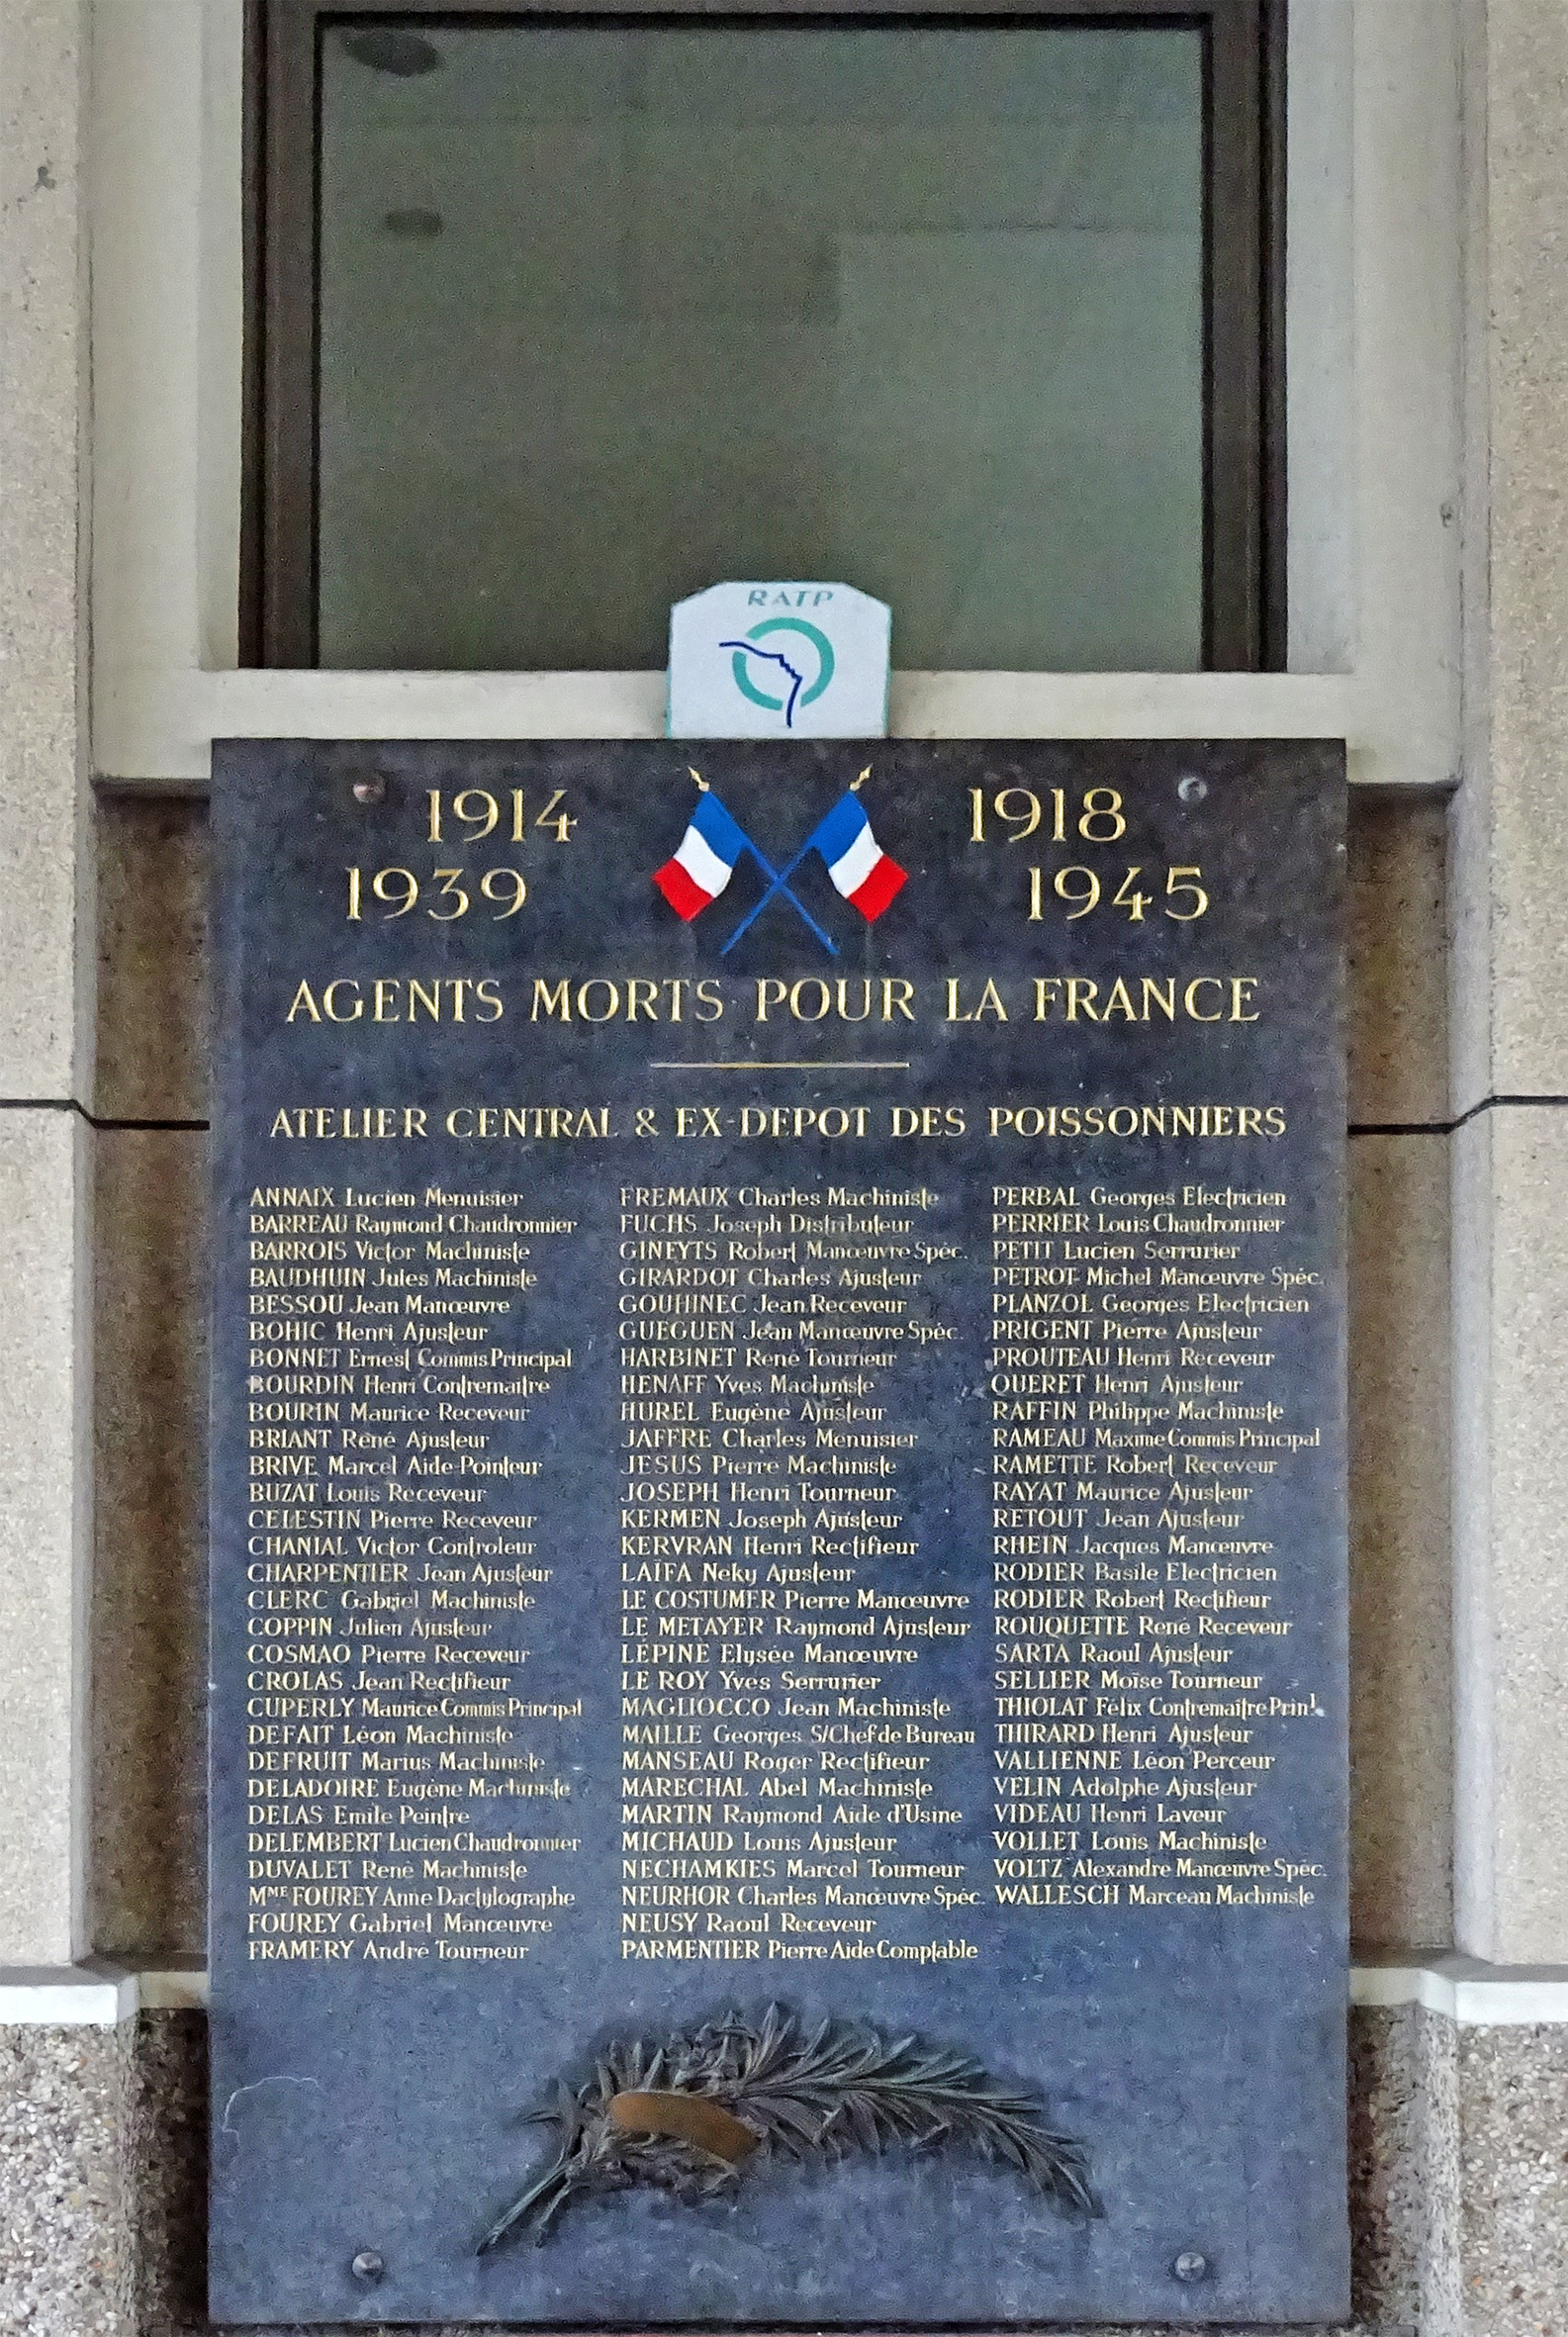 RATP
1914 1918
1939 1945
AGENTS MORTS POUR LA FRANCE
ATELIER CENTRAL & EX-DEPOT DES POISSONNIERS
ANNAIX Lucien Menuisier
BARREAU Raymond Chaudronnier
BARROIS Victor Machiniste
BAUDHUIN Jules Machiniste
BESSOU Jean Manœuvre
BOHIC Henri Ajusteur
BONNET Ernest Commis Principal
BOURDIN Henri Contremaître
BOURIN Maurice Receveur
BRIANT René Ajusteur
BRIVE Marcel Aide-Pointeur
BUZAT Louis Receveur
CELESTIN Pierre Receveur
CHANIAL Victor Controleur
CHARPENTIER Jean Ajusteur
CLERC Gabriel Machiniste
COPPIN Julien Ajusteur
COSMAO Pierre Receveur
CROLAS Jean Rectifieur
CUPERLY Maurice Commis Principal
DEFAIT Léon Machiniste
DEFRUIT Marius Machiniste
DELADOIRE Eugène Machiniste
DELAS Emile Peintre
DELEMBERT Lucien Chaudronnier
DUVALET René Machiniste
MME FOUREY Anne Dactylographe
FOUREY Gabriel Manœuvre
FRAMERY André Tourneur
FREMAUX Charles Machiniste
FUCHS Joseph Distributeur
GINEYTS Robert Manœuvre Spéc.
GIRARDOT Charles Ajusteur
GOUHINEC Jean Receveur
GUEGUEN Jean Manœuvre Spéc.
HARBINET René Tourneur
HENAFF Yves Machiniste
HUREL Eugène Ajusteur
JAFFRE Charles Menuisier
JESUS Pierre Machiniste
JOSEPH Henri Tourneur
KERMEN Joseph Ajusteur
KERVRAN Henri Rectifieur
LAÏFA Neky Ajusteur
LE COSTUMER Pierre Manœuvre
LE METAYER Raymond Ajusteur
LÉPINE Elysée Manœuvre
LE ROY Yves Serrurier
MAGLIOCCO Jean Machiniste
MAILLE Georges S/Chef de Bureau
MANSEAU Roger Rectifieur
MARECHAL Abel Machiniste
MARTIN Raymond Aide d'Usine
MICHAUD Louis Ajusteur
NECHAMKIES Marcel Tourneur
NEURHOR Charles Manœuvre Spéc.
NEUSY Raoul Receveur
PARMENTIER Pierre Aide Comptable
PERBAL Georges Electricien
PERRIER Louis Chaudronnier
PETIT Lucien Serrurier
PETROT Michel Manœuvre Spéc.
PLANZOL Georges Electricien
PRIGENT Pierre Ajusteur
PROUTEAU Henri Receveur
QUERET Henri Ajusteur
RAFFIN Philippe Machiniste
RAMEAU Maxime Commis Principal
RAMETTE Robert Receveur
RAYAT Maurice Ajusteur
RETOUT Jean Ajusteur
RHEIN Jacques Manœuvre
RODIER Basile Electricien
RODIER Robert Rectifieur
ROUQUETTE René Receveur
SARTA Raoul Ajusteur
SELLIER Moïse Tourneur
THIOLAT Félix Contremaître Prinl.
THIRARD Henri Ajusteur
VALLIENNE Léon Perceur
VELIN Adolphe Ajusteur
VIDEAU Henri Laveur
VOLLET Louis Machiniste
VOLTZ Alexandre Manœuvre Spéc.
WALLESCH Marceau Machiniste